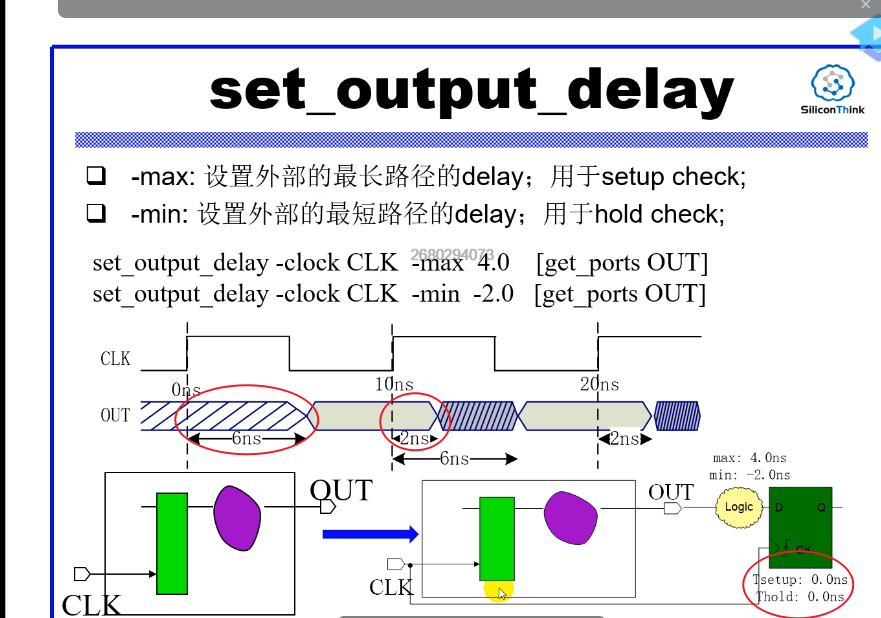 set_output_delay
SiliconThink
-max: 设置外部的最长路径的delay；用于setup check;
-min: 设置外部的最短路径的delay；用于hold check;
2680294073
set_output_delay -clock CLK -max 4.0 [get_ports OUT]
set_output_delay -clock CLK -min -2.0 [get_ports OUT]
CLK
0ns 10ns 20ns
OUT
6ns 2ns 2ns
6ns
max: 4.0ns
min: -2.0ns
OUT OUT
Logic D Q
CK
CLK CLK
Tsetup: 0.0ns
Thold: 0.0ns